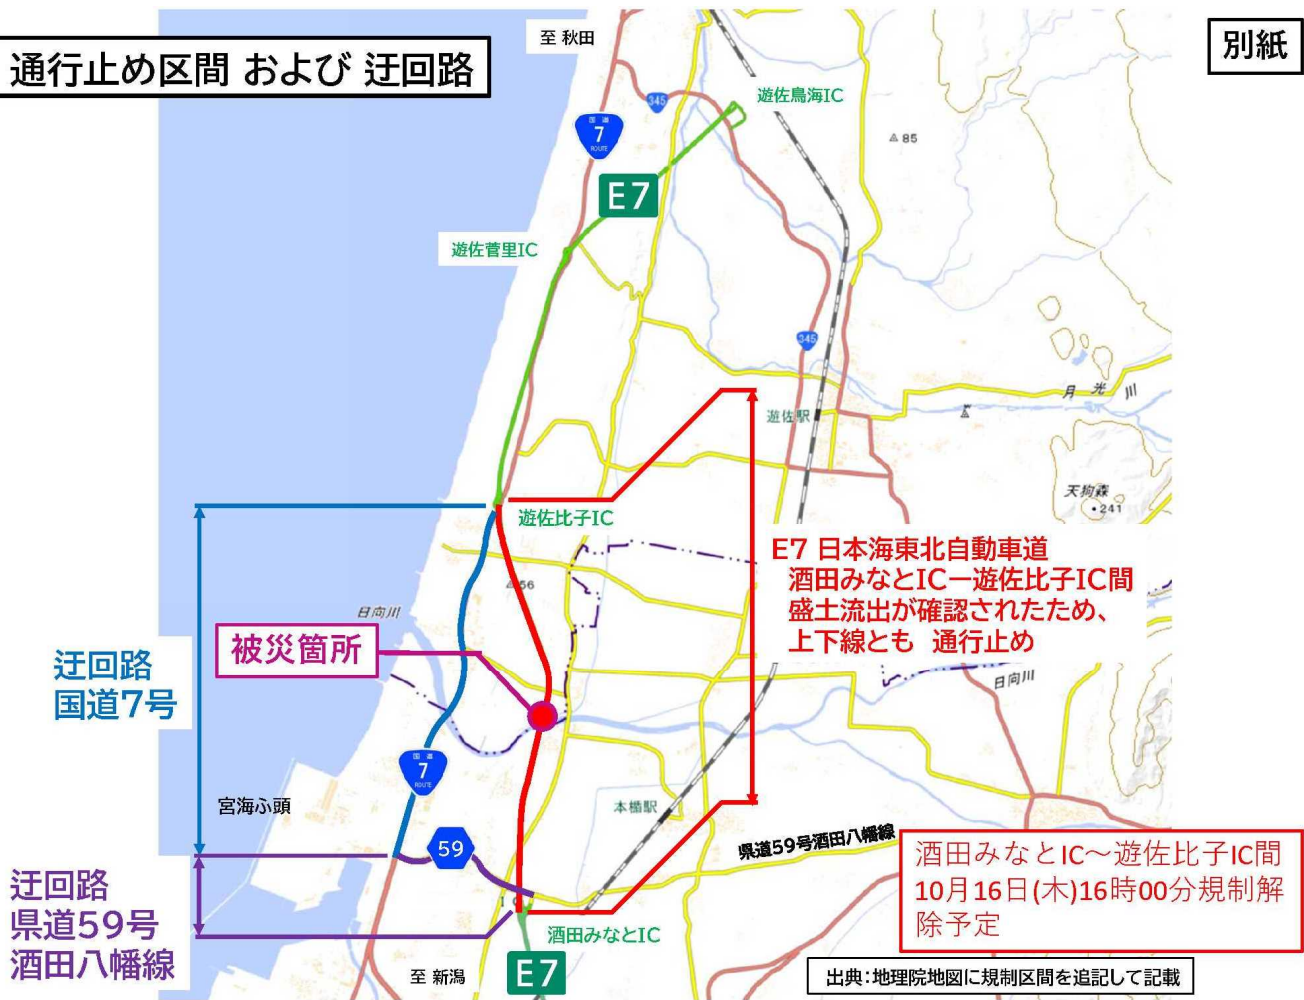 通行止め区間 および 迂回路
別紙
至 秋田
遊佐鳥海IC
345
国道
7
ROUTE
85
E7
遊佐菅里IC
345
月光川
遊佐駅
天狗森
241
遊佐比子IC
E7 日本海東北自動車道
酒田みなとIC－遊佐比子IC間
盛土流出が確認されたため、
上下線とも 通行止め
56
日向川
被災箇所
迂回路
国道7号
日向川
国道
7
ROUTE
宮海ふ頭
本楯駅
59
県道59号酒田八幡線
酒田みなとIC～遊佐比子IC間
10月16日(木)16時00分規制解
除予定
迂回路
県道59号
酒田八幡線
酒田みなとIC
至 新潟
E7
出典：地理院地図に規制区間を追記して記載